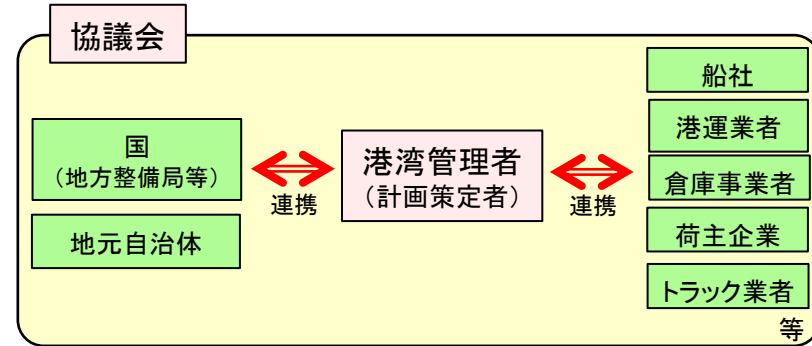 協議会
国
（地方整備局等）
地元自治体
連携
港湾管理者
（計画策定者）
連携
船社
港運業者
倉庫事業者
荷主企業
トラック業者
等